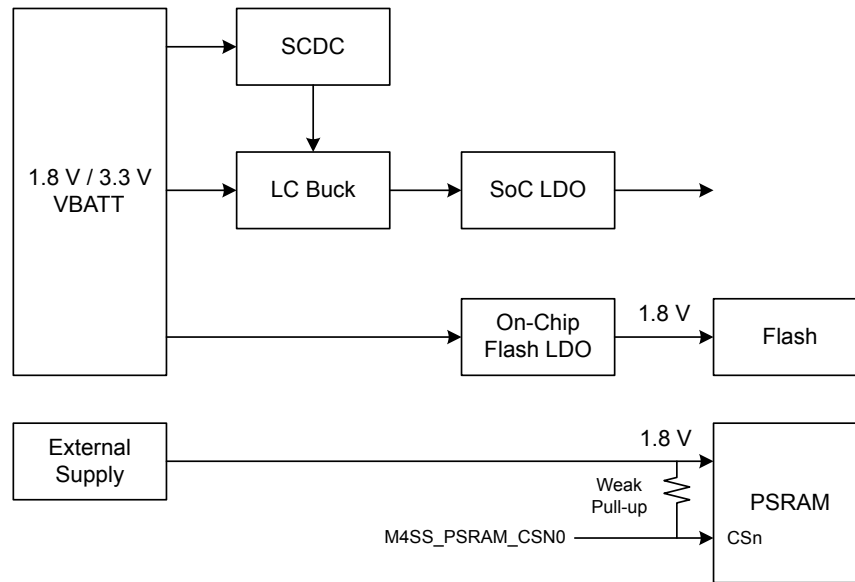 SCDC
1.8 V / 3.3 V
VBATT
LC Buck
SoC LDO
On-Chip
Flash LDO
1.8 V
Flash
External
Supply
1.8 V
Weak
Pull-up
PSRAM
M4SS_PSRAM_CSN0
CSn